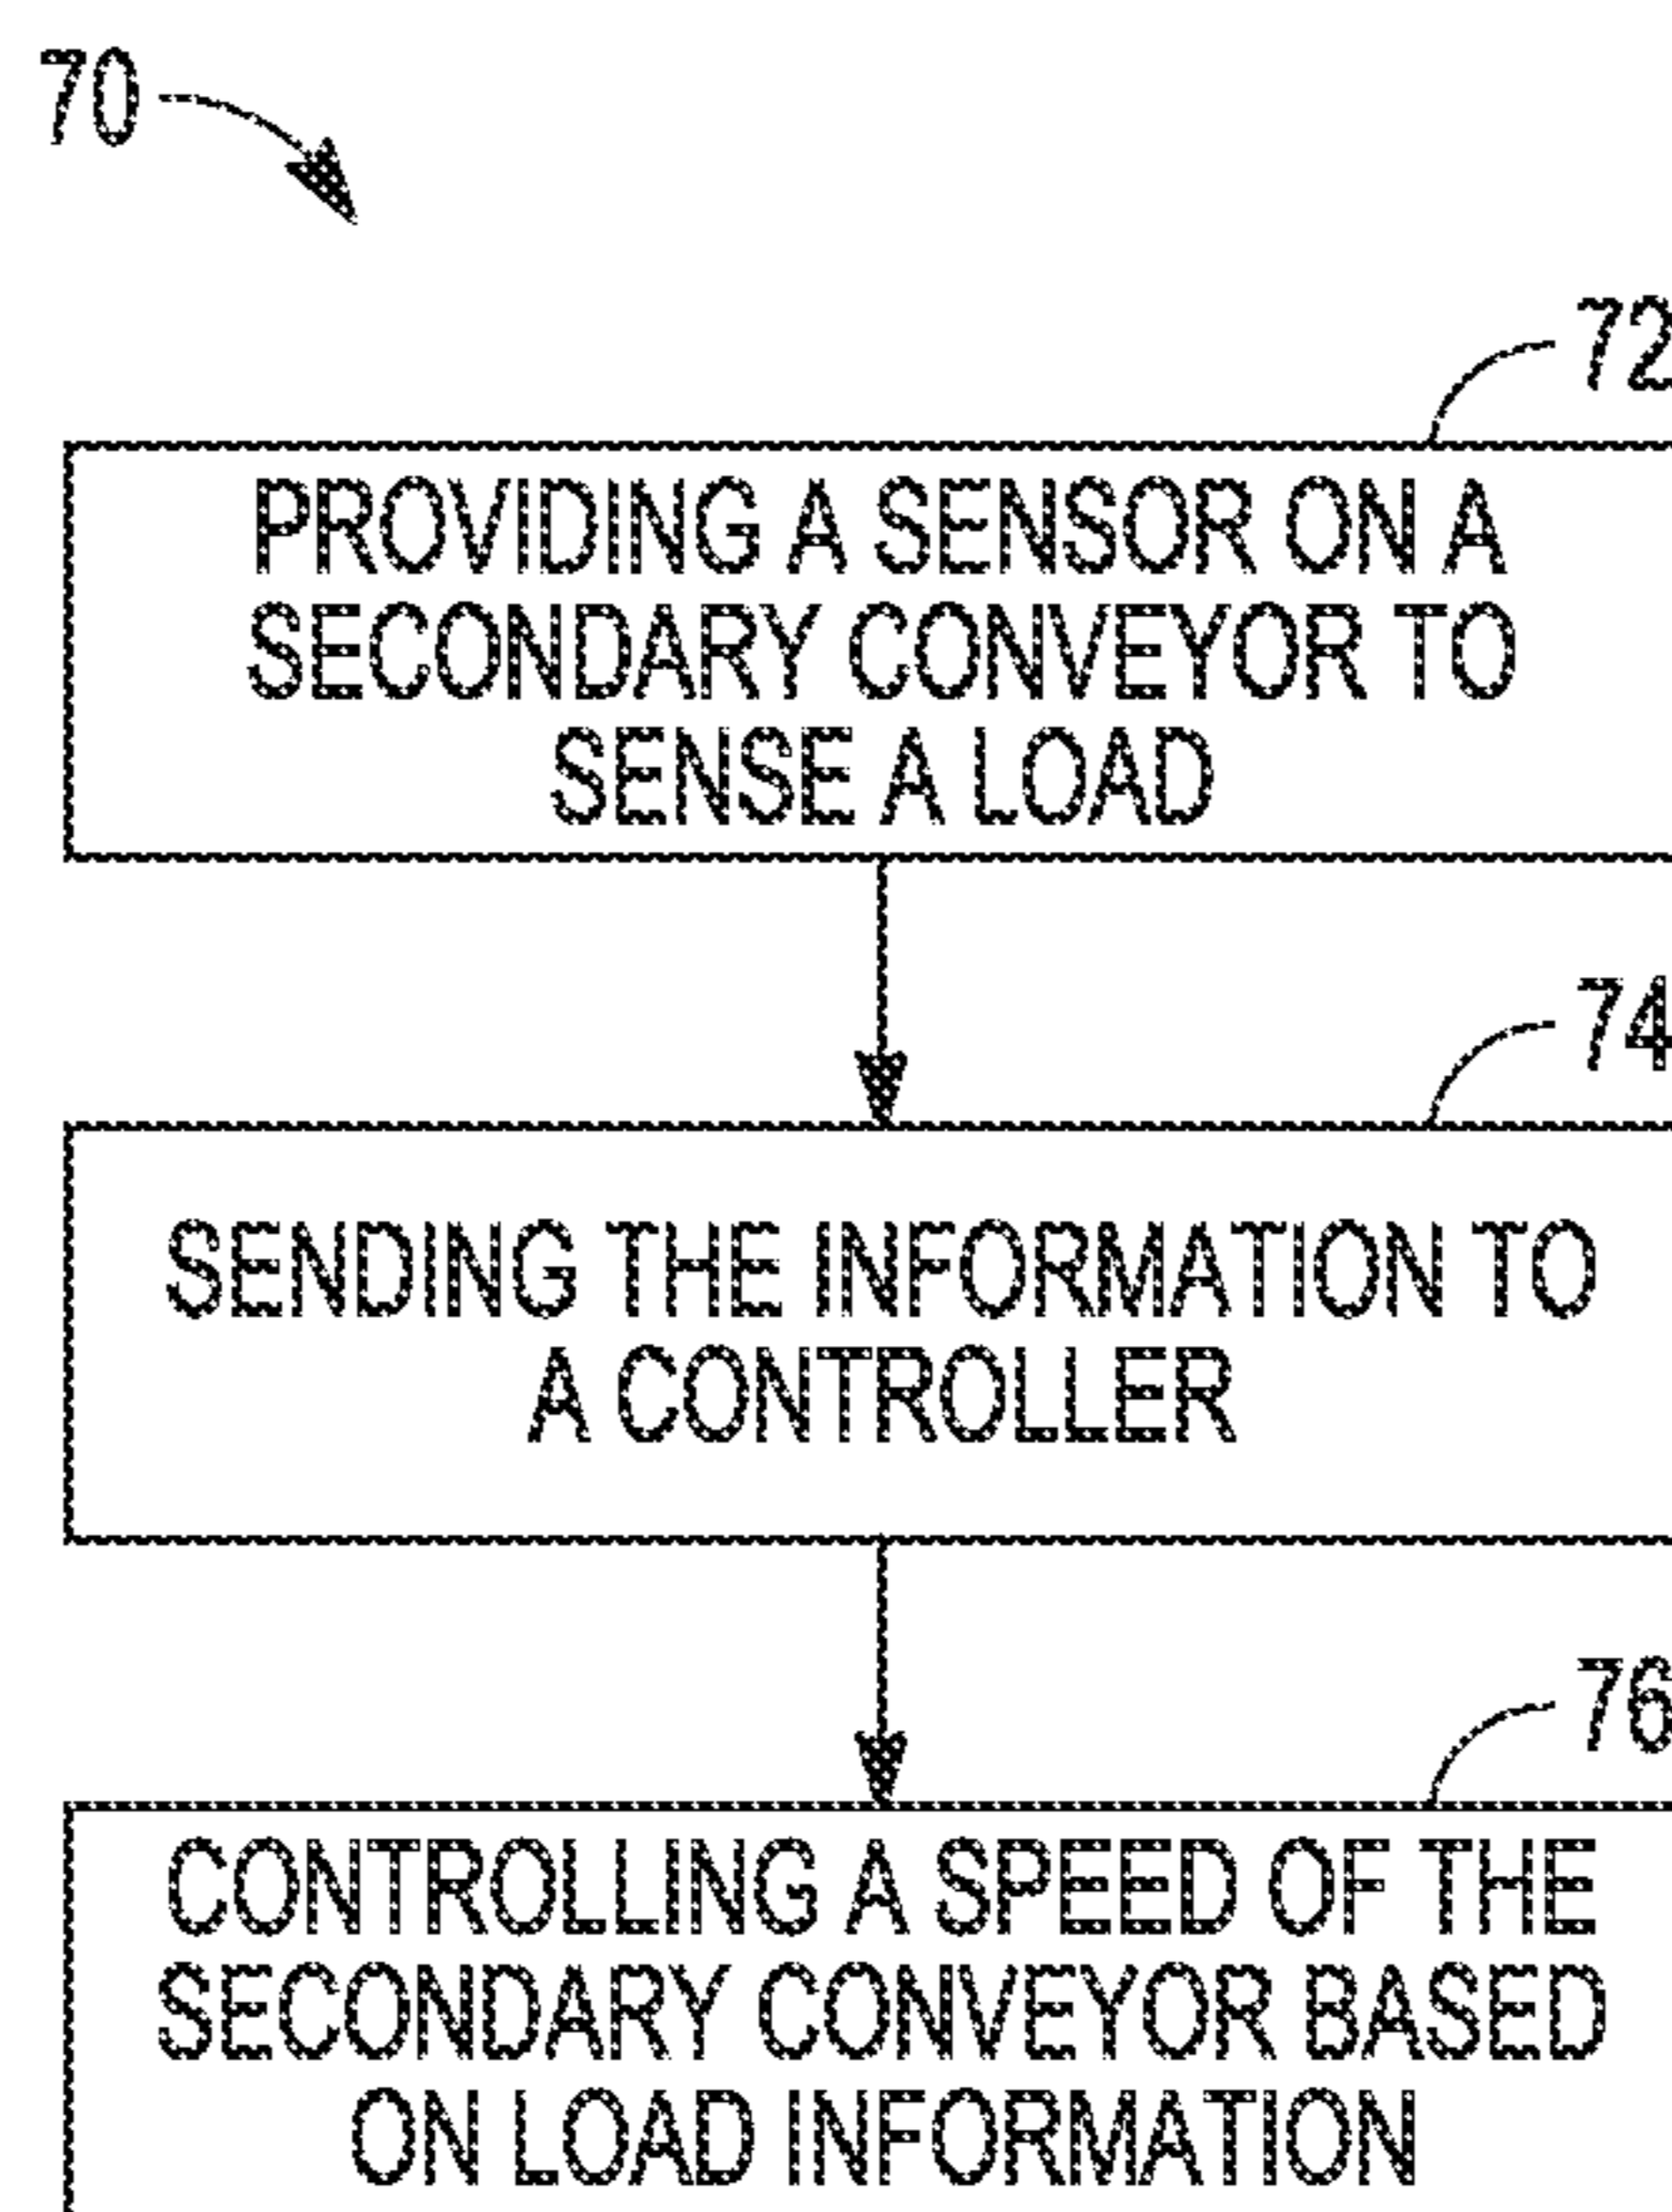 70
72
PROVIDING A SENSOR ON A
SECONDARY CONVEYOR TO
SENSE A LOAD
74
SENDING THE INFORMATION TO
A CONTROLLER
76
CONTROLLING A SPEED OF THE
SECONDARY CONVEYOR BASED
ON LOAD INFORMATION